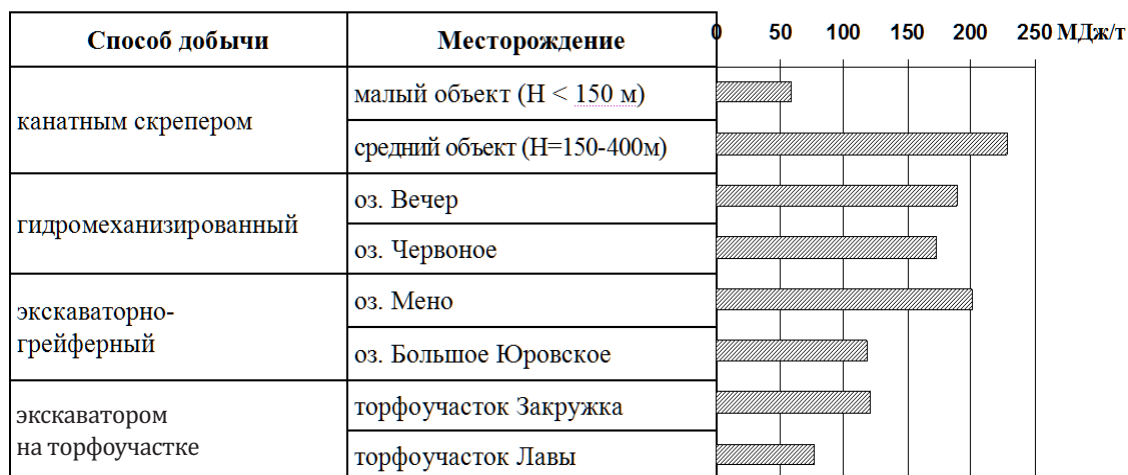 Способ добычи Месторождение 0 50 100 150 200 250 МДж/т
канатным скрепером
малый объект (Н < 150 м)
средний объект (Н=150-400м)
гидромеханизированный
оз. Вечер
оз. Червоное
экскаваторно-
грейферный
оз. Мено
оз. Большое Юровское
экскаватором
на торфоучастке
торфоучасток Закружка
торфоучасток Лавы